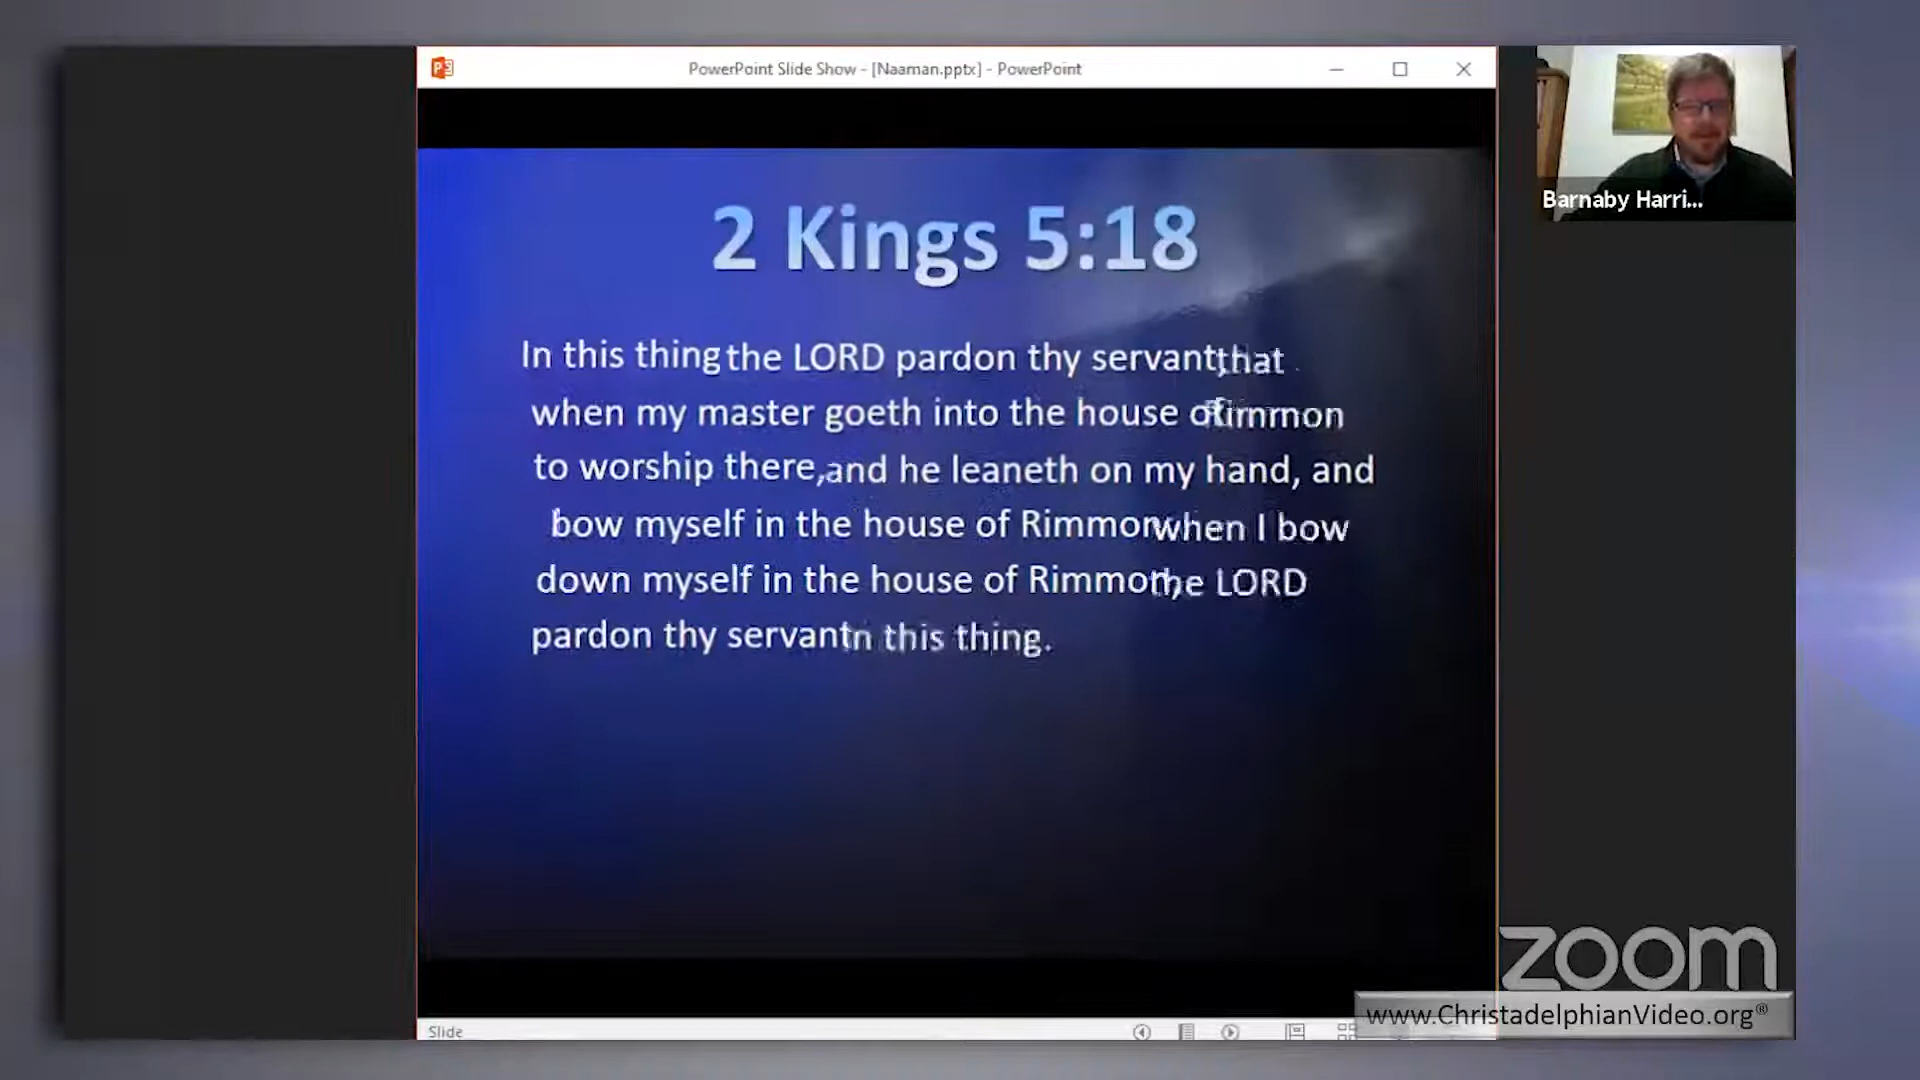 PowerPoint Slide Show - [Naaman.pptx] - PowerPoint
Barnaby Harri...
2 Kings 5:18
In this thing the LORD pardon thy servant, that
when my master goeth into the house of Rimmon
to worship there, and he leaneth on my hand, and
bow myself in the house of Rimmon: when I bow
down myself in the house of Rimmon, the LORD
pardon thy servant in this thing.
zoom
www.ChristadelphianVideo.org®
Slide